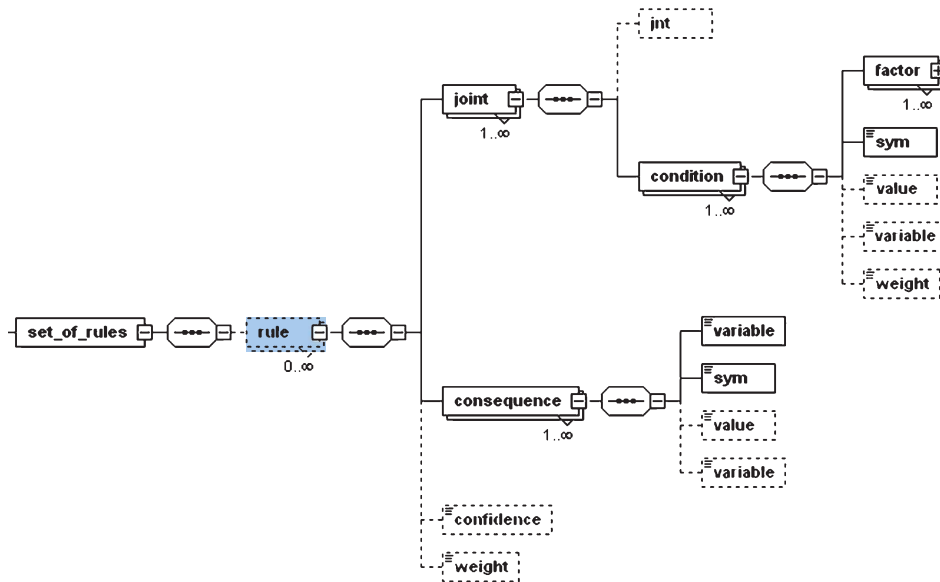 jnt
joint
1..∞
factor
1..∞
sym
condition
1..∞
value
variable
weight
set_of_rules
rule
0..∞
variable
sym
consequence
1..∞
value
variable
confidence
weight